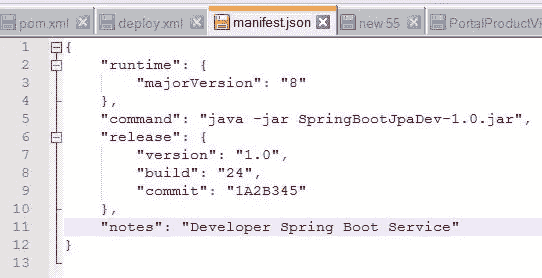 pom.xml deploy.xml manifest.json new 55 PortalProductVi
1 {
2 "runtime": {
3 "majorVersion": "8"
4 },
5 "command": "java -jar SpringBootJpaDev-1.0.jar",
6 "release": {
7 "version": "1.0",
8 "build": "24",
9 "commit": "1A2B345"
10 },
11 "notes": "Developer Spring Boot Service"
12 }
13